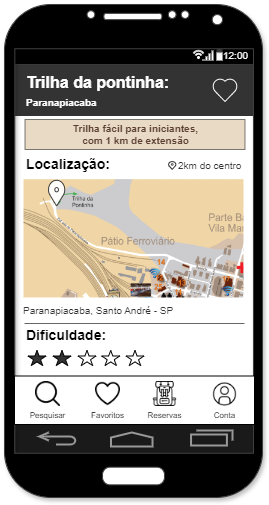 12:00
Trilha da pontinha:
Paranapiacaba
Trilha fácil para iniciantes,
com 1 km de extensão
Localização:
2km do centro
Trilha da
Pontinha
Parte Ba
Vila Ma
Pátio Ferroviário
Paranapiacaba, Santo André - SP
Dificuldade:
Pesquisar
Favoritos
Reservas
Conta